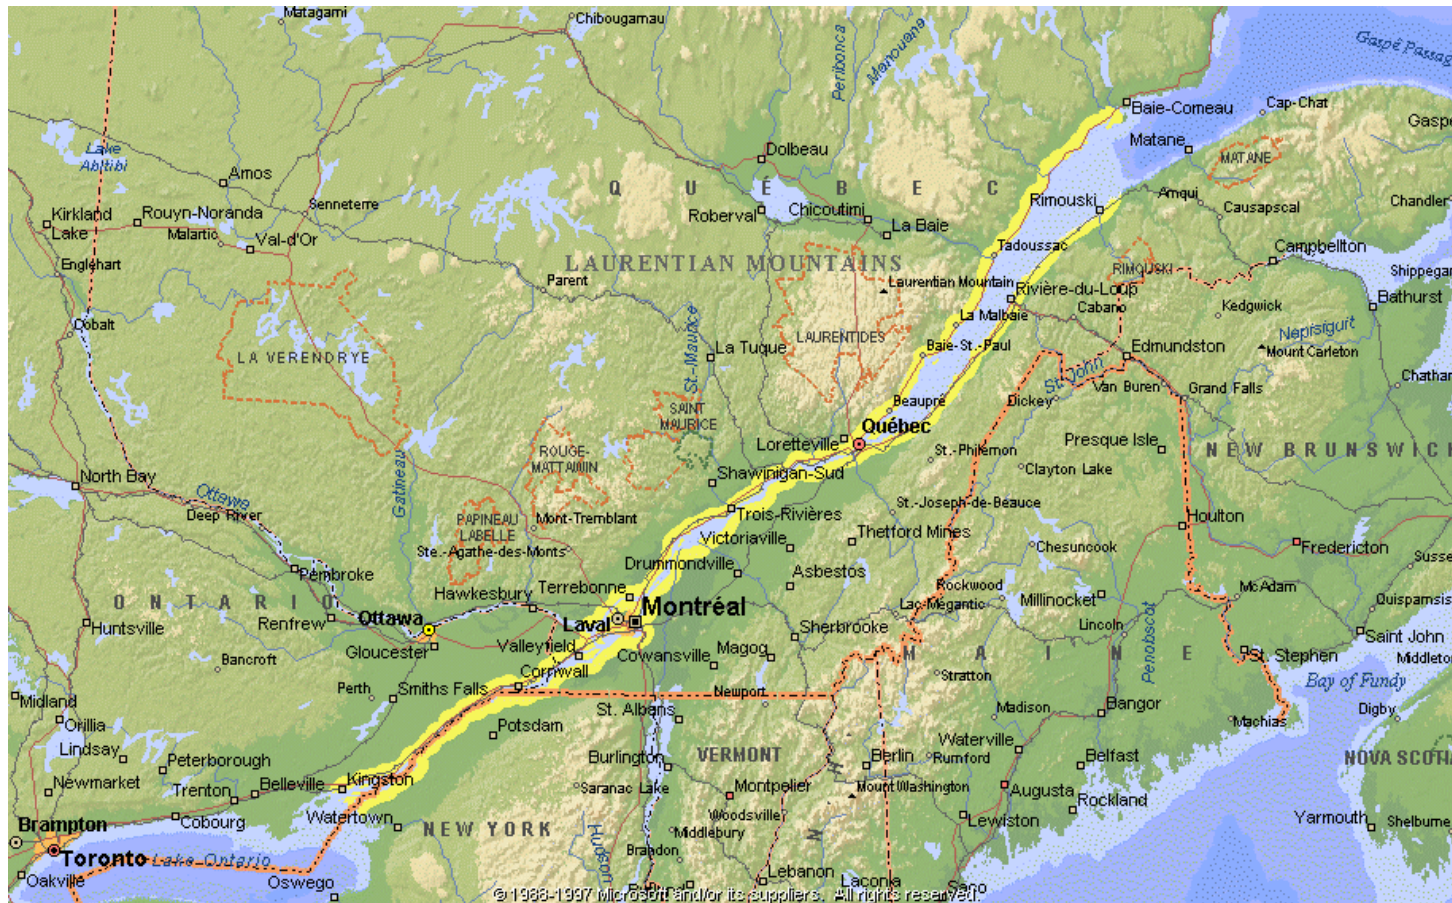 Matagami
Chibougamau
Peribonca
Manouane
Gaspé Passag
Baie-Comeau
Cap-Chat
Gaspé
Matane
MATANE
Lake
Abitibi
Dolbeau
Amos
Q U É B E C
Kirkland
Lake
Rouyn-Noranda
Senneterre
Malartic
Val-d'Or
Roberval
Chicoutimi
La Baie
Rimouski
Amqui
Causapscal
Chandler
Tadoussac
Campbellton
Englehart
LAURENTIAN MOUNTAINS
Parent
Laurentian Mountain
Rivière-du-Loup
RIMOUSKI
Shippegan
Bathurst
Cabano
Kedgwick
Nepisiguit
Cobalt
LA VERENDRYE
St.-Maurice
La Tuque
LAURENTIDES
La Malbaie
Baie-St.-Paul
Edmundston
Mount Carleton
St. John
Van Buren
Grand Falls
Chathar
Beaupré
Dickey
SAINT
MAURICE
Québec
Loretteville
Presque Isle
NEW BRUNSWICK
ROUGE-
MATTAWIN
St.-Philemon
Clayton Lake
North Bay
Ottawa
Gatineau
Shawinigan-Sud
Deep River
PAPINEAU
LABELLE
Mont-Tremblant
Trois-Rivières
St.-Joseph-de-Beauce
Houlton
Ste.-Agathe-des-Monts
Victoriaville
Thetford Mines
Chesuncook
Fredericton
Susse
Pembroke
Drummondville
Asbestos
Terrebonne
Hawkesbury
Rockwood
Mc Adam
ONTARIO
Renfrew
Ottawa
Montréal
Laval
Lac-Mégantic
Millinocket
Quispamsis
Huntsville
Gloucester
Valleyfield
Sherbrooke
Lincoln
Penobscot
Saint John
Bancroft
Cowansville
Magog
MAINE
St. Stephen
Middleto
Cornwall
Perth
Smiths Falls
Newport
Stratton
Bay of Fundy
Midland
Orillia
St. Albans
Madison
Bangor
Digby
Machias
Potsdam
Lindsay
Peterborough
Burlington
VERMONT
Berlin
Waterville
Rumford
Belfast
NOVA SCOTIA
Newmarket
Trenton
Belleville
Kingston
Saranac Lake
Montpelier
Mount Washington
Augusta
Rockland
Brampton
Cobourg
Watertown
NEW YORK
Hudson
Woodsville
Middlebury
N H
Lewiston
Yarmouth
Shelburne
Toronto
Lake Ontario
Brandon
Oakville
Oswego
Lebanon
Laconia
Saco
© 1988-1997 Microsoft and/or its suppliers. All rights reserved.